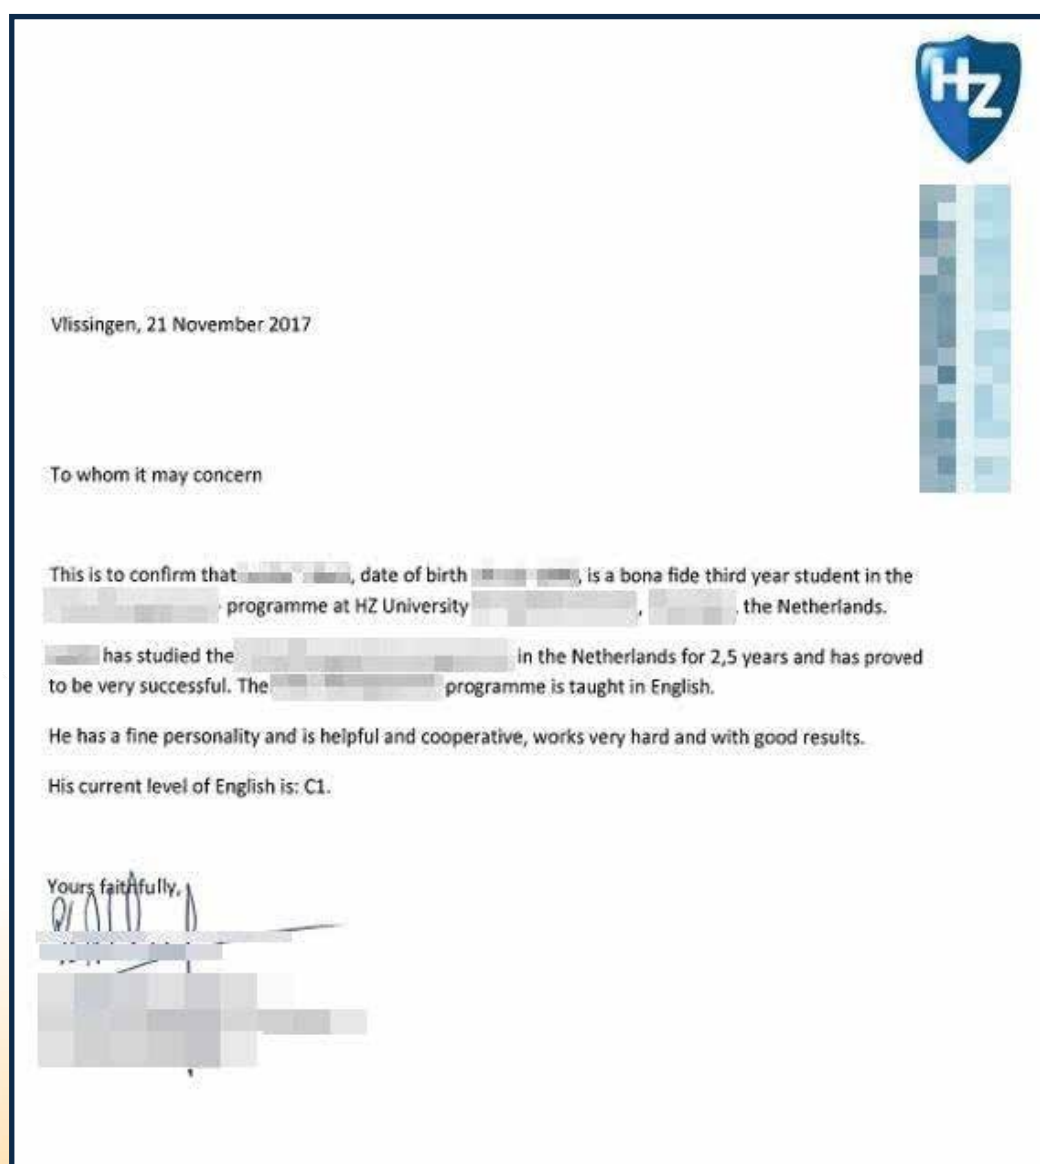 HZ
Vlissingen, 21 November 2017
To whom it may concern
This is to confirm that , date of birth , is a bona fide third year student in the
programme at HZ University , , the Netherlands.
has studied the in the Netherlands for 2,5 years and has proved
to be very successful. The programme is taught in English.
He has a fine personality and is helpful and cooperative, works very hard and with good results.
His current level of English is: C1.
Yours faithfully,